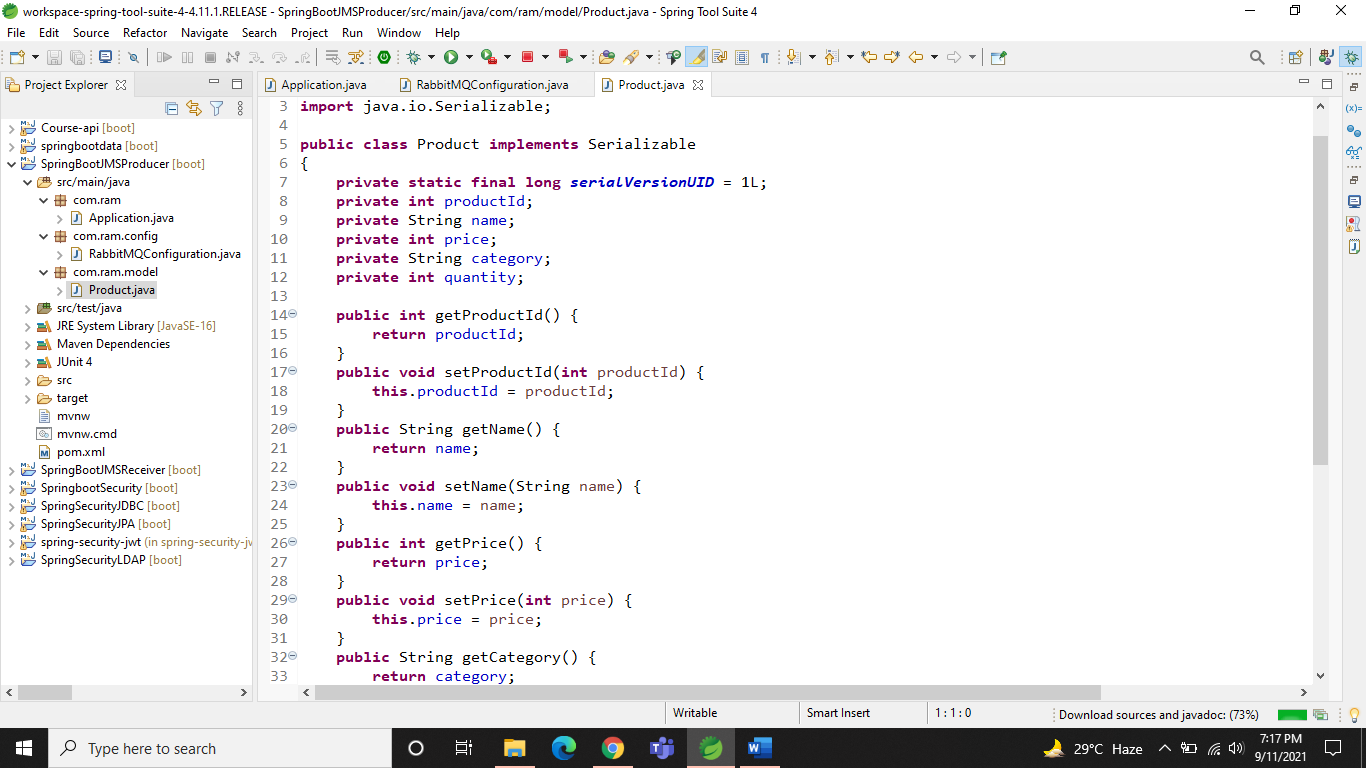 workspace-spring-tool-suite-4-4.11.1.RELEASE - SpringBootJMSProducer/src/main/java/com/ram/model/Product.java - Spring Tool Suite 4
File Edit Source Refactor Navigate Search Project Run Window Help
Project Explorer
Course-api [boot]
springbootdata [boot]
SpringBootJMSProducer [boot]
src/main/java
com.ram
Application.java
com.ram.config
RabbitMQConfiguration.java
com.ram.model
Product.java
src/test/java
JRE System Library [JavaSE-16]
Maven Dependencies
JUnit 4
src
target
mvnw
mvnw.cmd
pom.xml
SpringBootJMSReceiver [boot]
SpringbootSecurity [boot]
SpringSecurityJDBC [boot]
SpringSecurityJPA [boot]
spring-security-jwt (in spring-security-jw
SpringSecurityLDAP [boot]
Application.java RabbitMQConfiguration.java Product.java
3 import java.io.Serializable;
4
5 public class Product implements Serializable
6 {
7 private static final long serialVersionUID = 1L;
8 private int productId;
9 private String name;
10 private int price;
11 private String category;
12 private int quantity;
13
14 public int getProductId() {
15 return productId;
16 }
17 public void setProductId(int productId) {
18 this.productId = productId;
19 }
20 public String getName() {
21 return name;
22 }
23 public void setName(String name) {
24 this.name = name;
25 }
26 public int getPrice() {
27 return price;
28 }
29 public void setPrice(int price) {
30 this.price = price;
31 }
32 public String getCategory() {
33 return category;
Writable Smart Insert 1 : 1 : 0 Download sources and javadoc: (73%)
Type here to search
29°C Haze
7:17 PM
9/11/2021